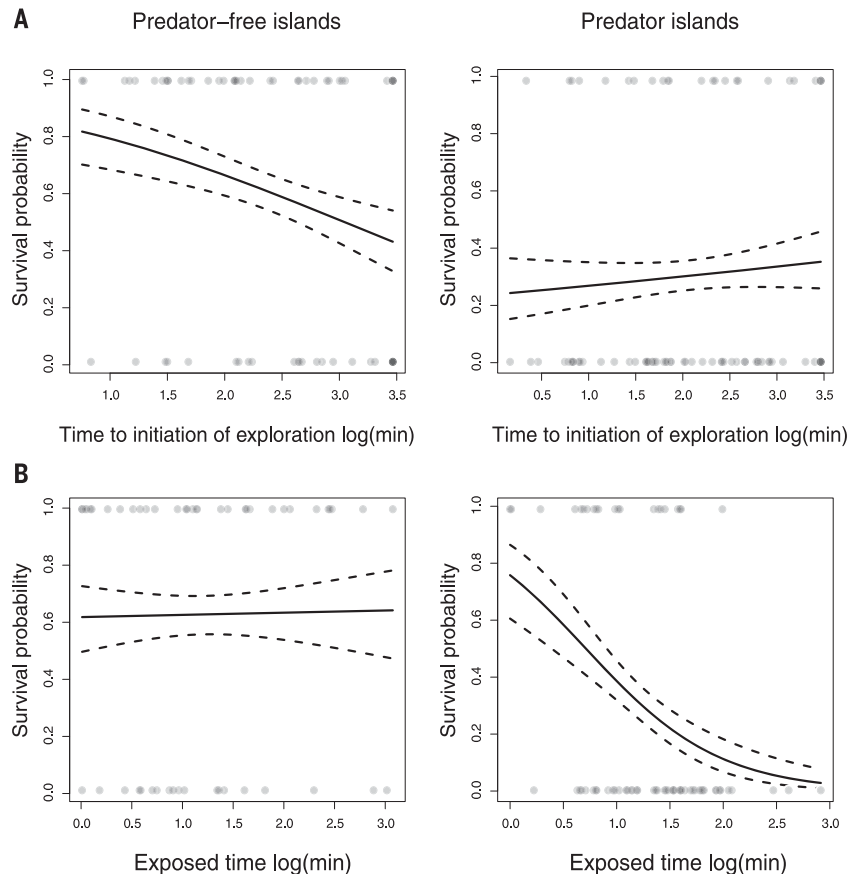 A
Predator–free islands
Predator islands
Survival probability
1.0
0.8
0.6
0.4
0.2
0.0
1.0 1.5 2.0 2.5 3.0 3.5
Time to initiation of exploration log(min)
Survival probability
1.0
0.8
0.6
0.4
0.2
0.0
0.5 1.0 1.5 2.0 2.5 3.0 3.5
Time to initiation of exploration log(min)
B
Survival probability
1.0
0.8
0.6
0.4
0.2
0.0
0.0 0.5 1.0 1.5 2.0 2.5 3.0
Exposed time log(min)
Survival probability
1.0
0.8
0.6
0.4
0.2
0.0
0.0 0.5 1.0 1.5 2.0 2.5 3.0
Exposed time log(min)